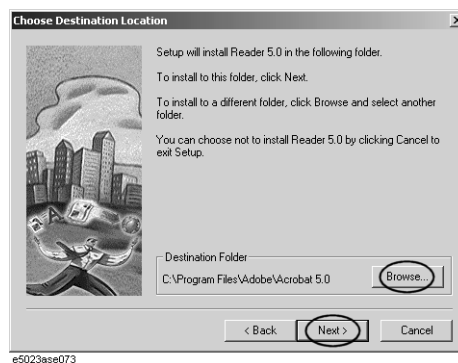 Choose Destination Location
Setup will install Reader 5.0 in the following folder.
To install to this folder, click Next.
To install to a different folder, click Browse and select another
folder.
You can choose not to install Reader 5.0 by clicking Cancel to
exit Setup.
Destination Folder
C:\Program Files\Adobe\Acrobat 5.0
Browse...
< Back
Next >
Cancel
e5023ase073